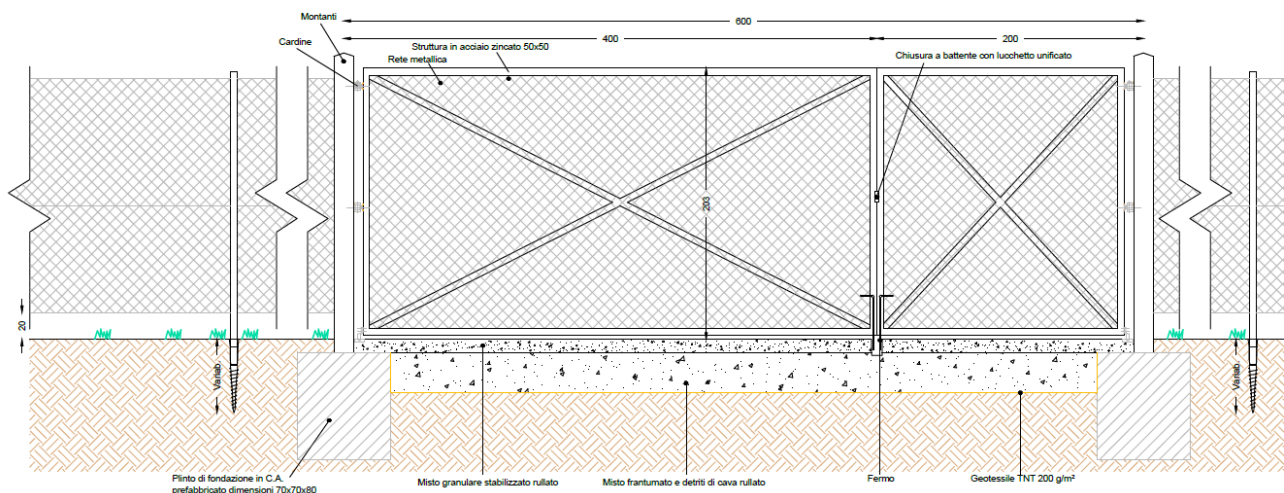 Montanti
600
400
200
Cardine
Struttura in acciaio zincato 50x50
Rete metallica
Chiusura a battente con lucchetto unificato
203
20
Variab.
Variab.
Plinto di fondazione in C.A.
prefabbricato dimensioni 70x70x80
Misto granulare stabilizzato rullato
Misto frantumato e detriti di cava rullato
Fermo
Geotessile TNT 200 g/m²